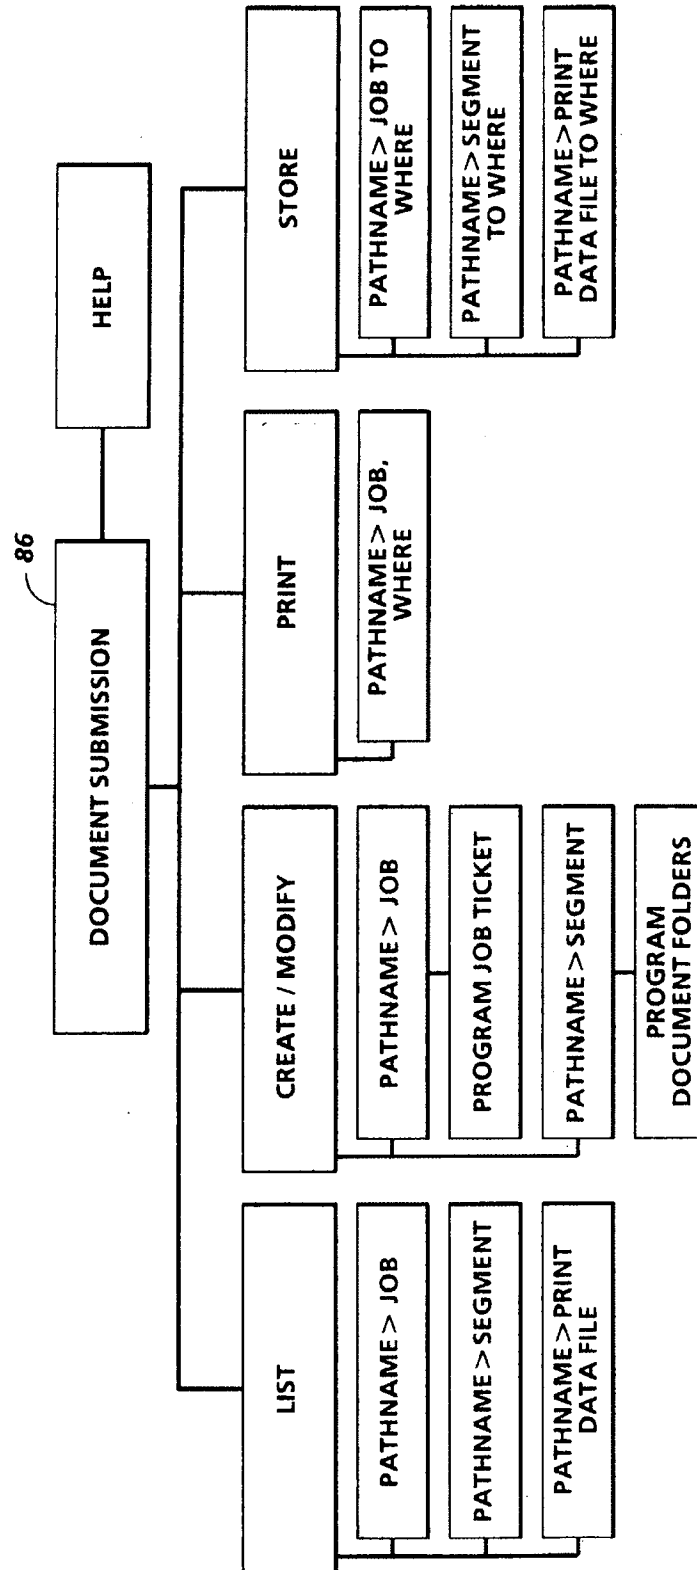 86
DOCUMENT SUBMISSION
HELP
LIST
PATHNAME > JOB
PATHNAME > SEGMENT
PATHNAME > PRINT
DATA FILE
CREATE / MODIFY
PATHNAME > JOB
PROGRAM JOB TICKET
PATHNAME > SEGMENT
PROGRAM
DOCUMENT FOLDERS
PRINT
PATHNAME > JOB,
WHERE
STORE
PATHNAME > JOB TO
WHERE
PATHNAME > SEGMENT
TO WHERE
PATHNAME > PRINT
DATA FILE TO WHERE